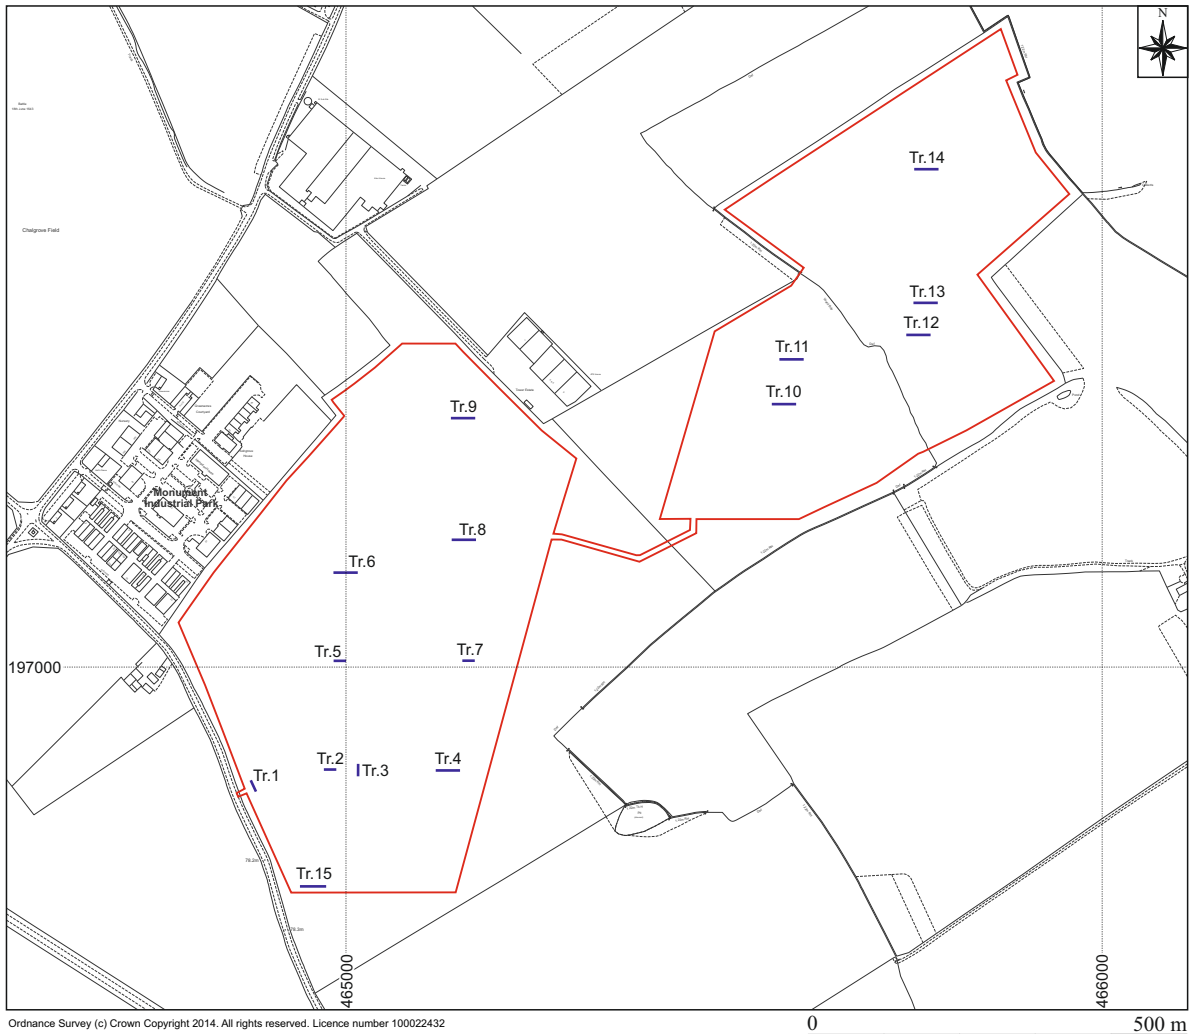 N
Chalgrove Field
Tr.14
Tr.13
Tr.12
Tr.11
Tr.10
Tr.9
Tr.8
Monument
Industrial Park
Tr.6
Tr.5
Tr.7
197000
Tr.2
Tr.3
Tr.4
Tr.1
Tr.15
78.2m
465000
466000
Ordnance Survey (c) Crown Copyright 2014. All rights reserved. Licence number 100022432
0
500 m